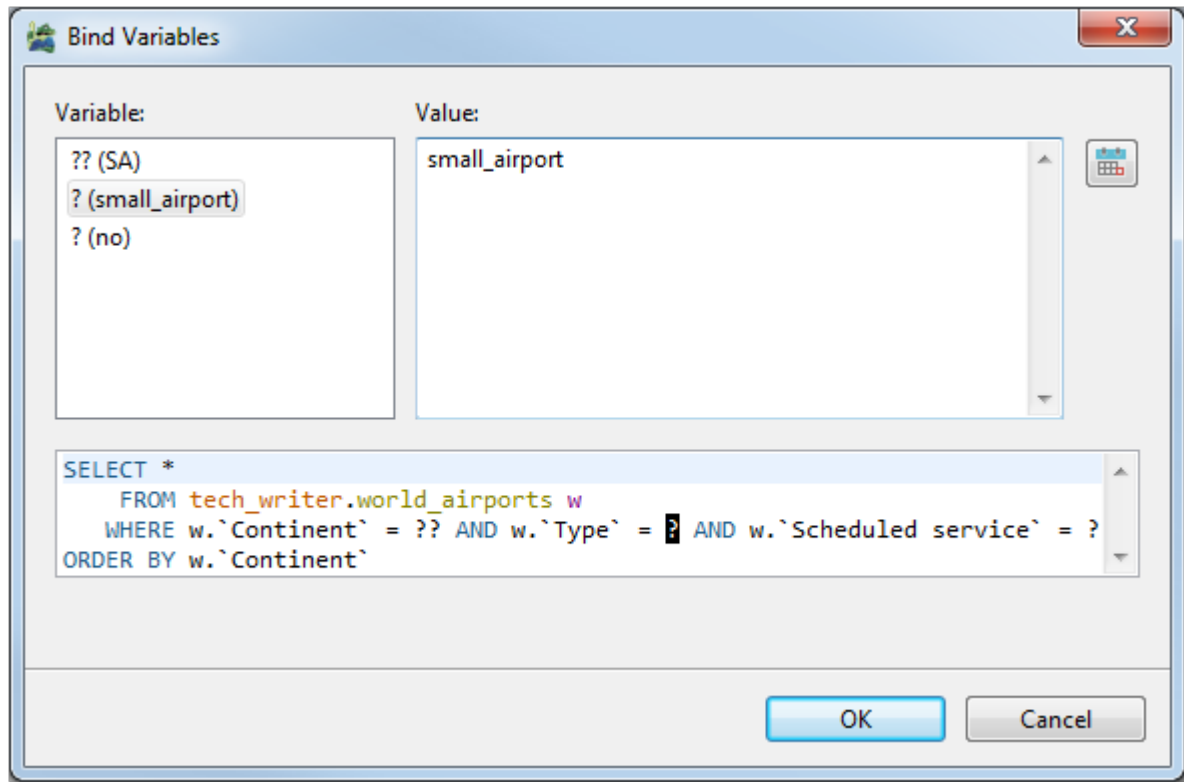 Bind Variables
Variable:
Value:
?? (SA)
? (small_airport)
? (no)
small_airport
SELECT *
FROM tech_writer.world_airports w
WHERE w.`Continent` = ?? AND w.`Type` = ? AND w.`Scheduled service` = ?
ORDER BY w.`Continent`
OK
Cancel